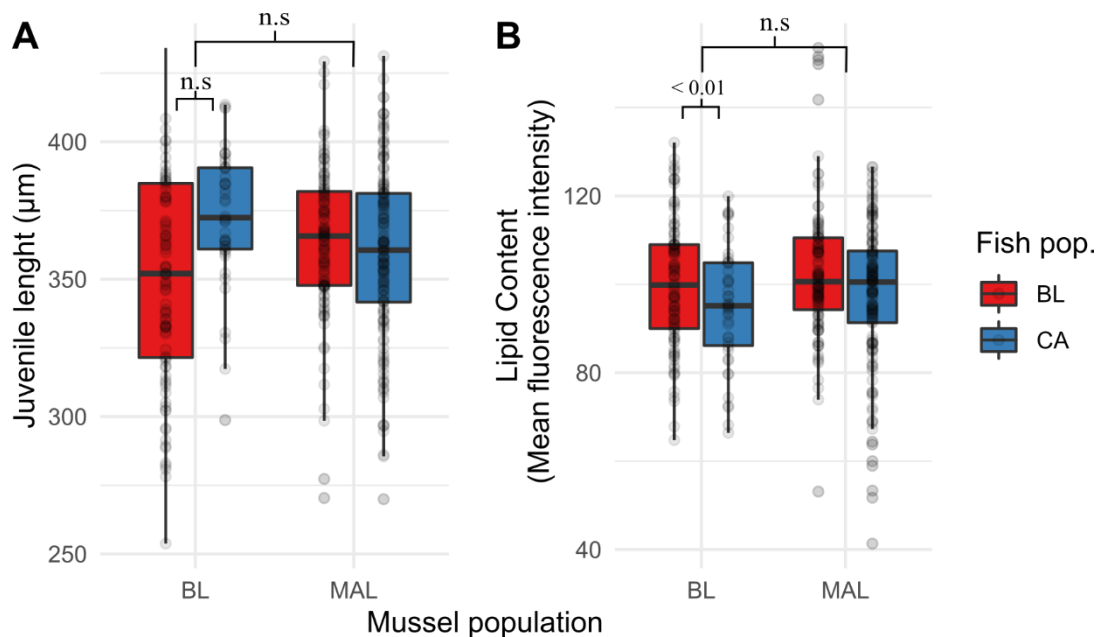 A
n.s
n.s
Juvenile lenght (µm)
400
350
300
250
BL
MAL
B
n.s
< 0.01
Lipid Content
(Mean fluorescence intensity)
120
80
40
BL
MAL
Mussel population
Fish pop.
BL
CA